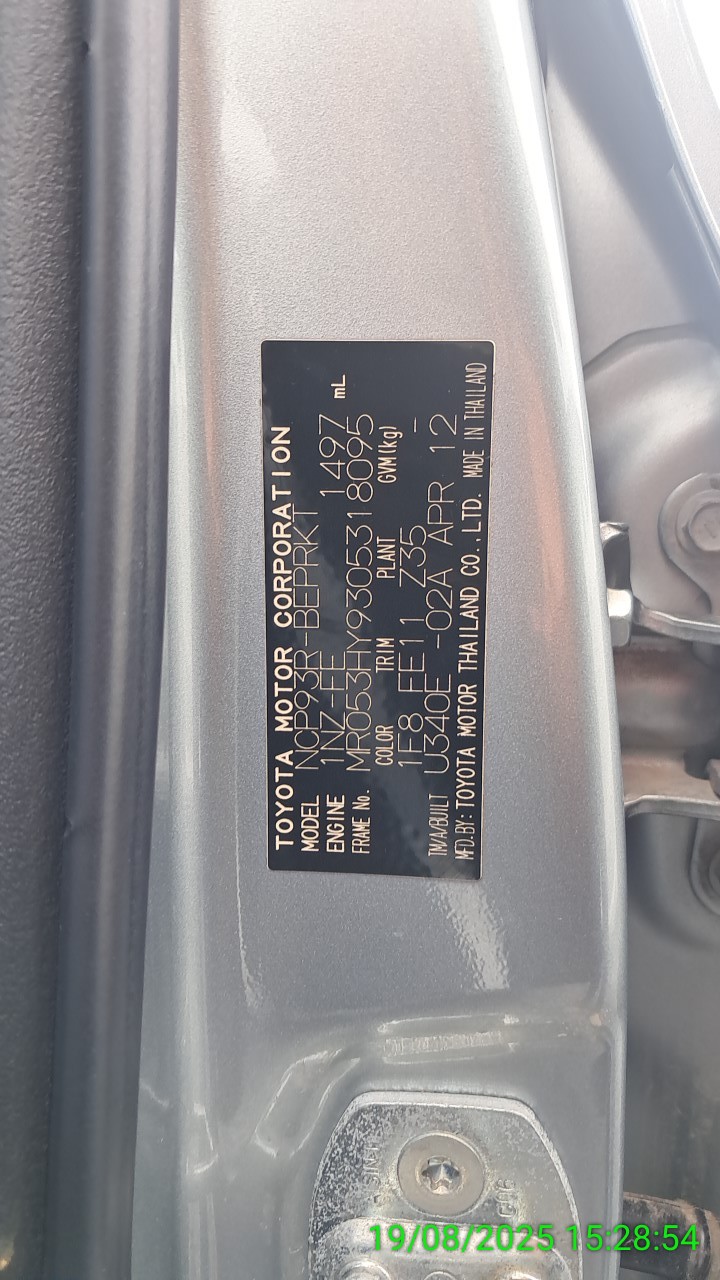 TOYOTA MOTOR CORPORATION
MODEL NCP93R-BEPRKT
ENGINE 1NZ-FE 1497 mL
FRAME No. MR053HY9305318095
COLOR TRIM PLANT GVM(kg)
1F8 FE11 Z35 -
TM/A/BUILT U340E -02A APR 12
MFD.BY: TOYOTA MOTOR THAILAND CO.,LTD. MADE IN THAILAND
19/08/2025 15:28:54